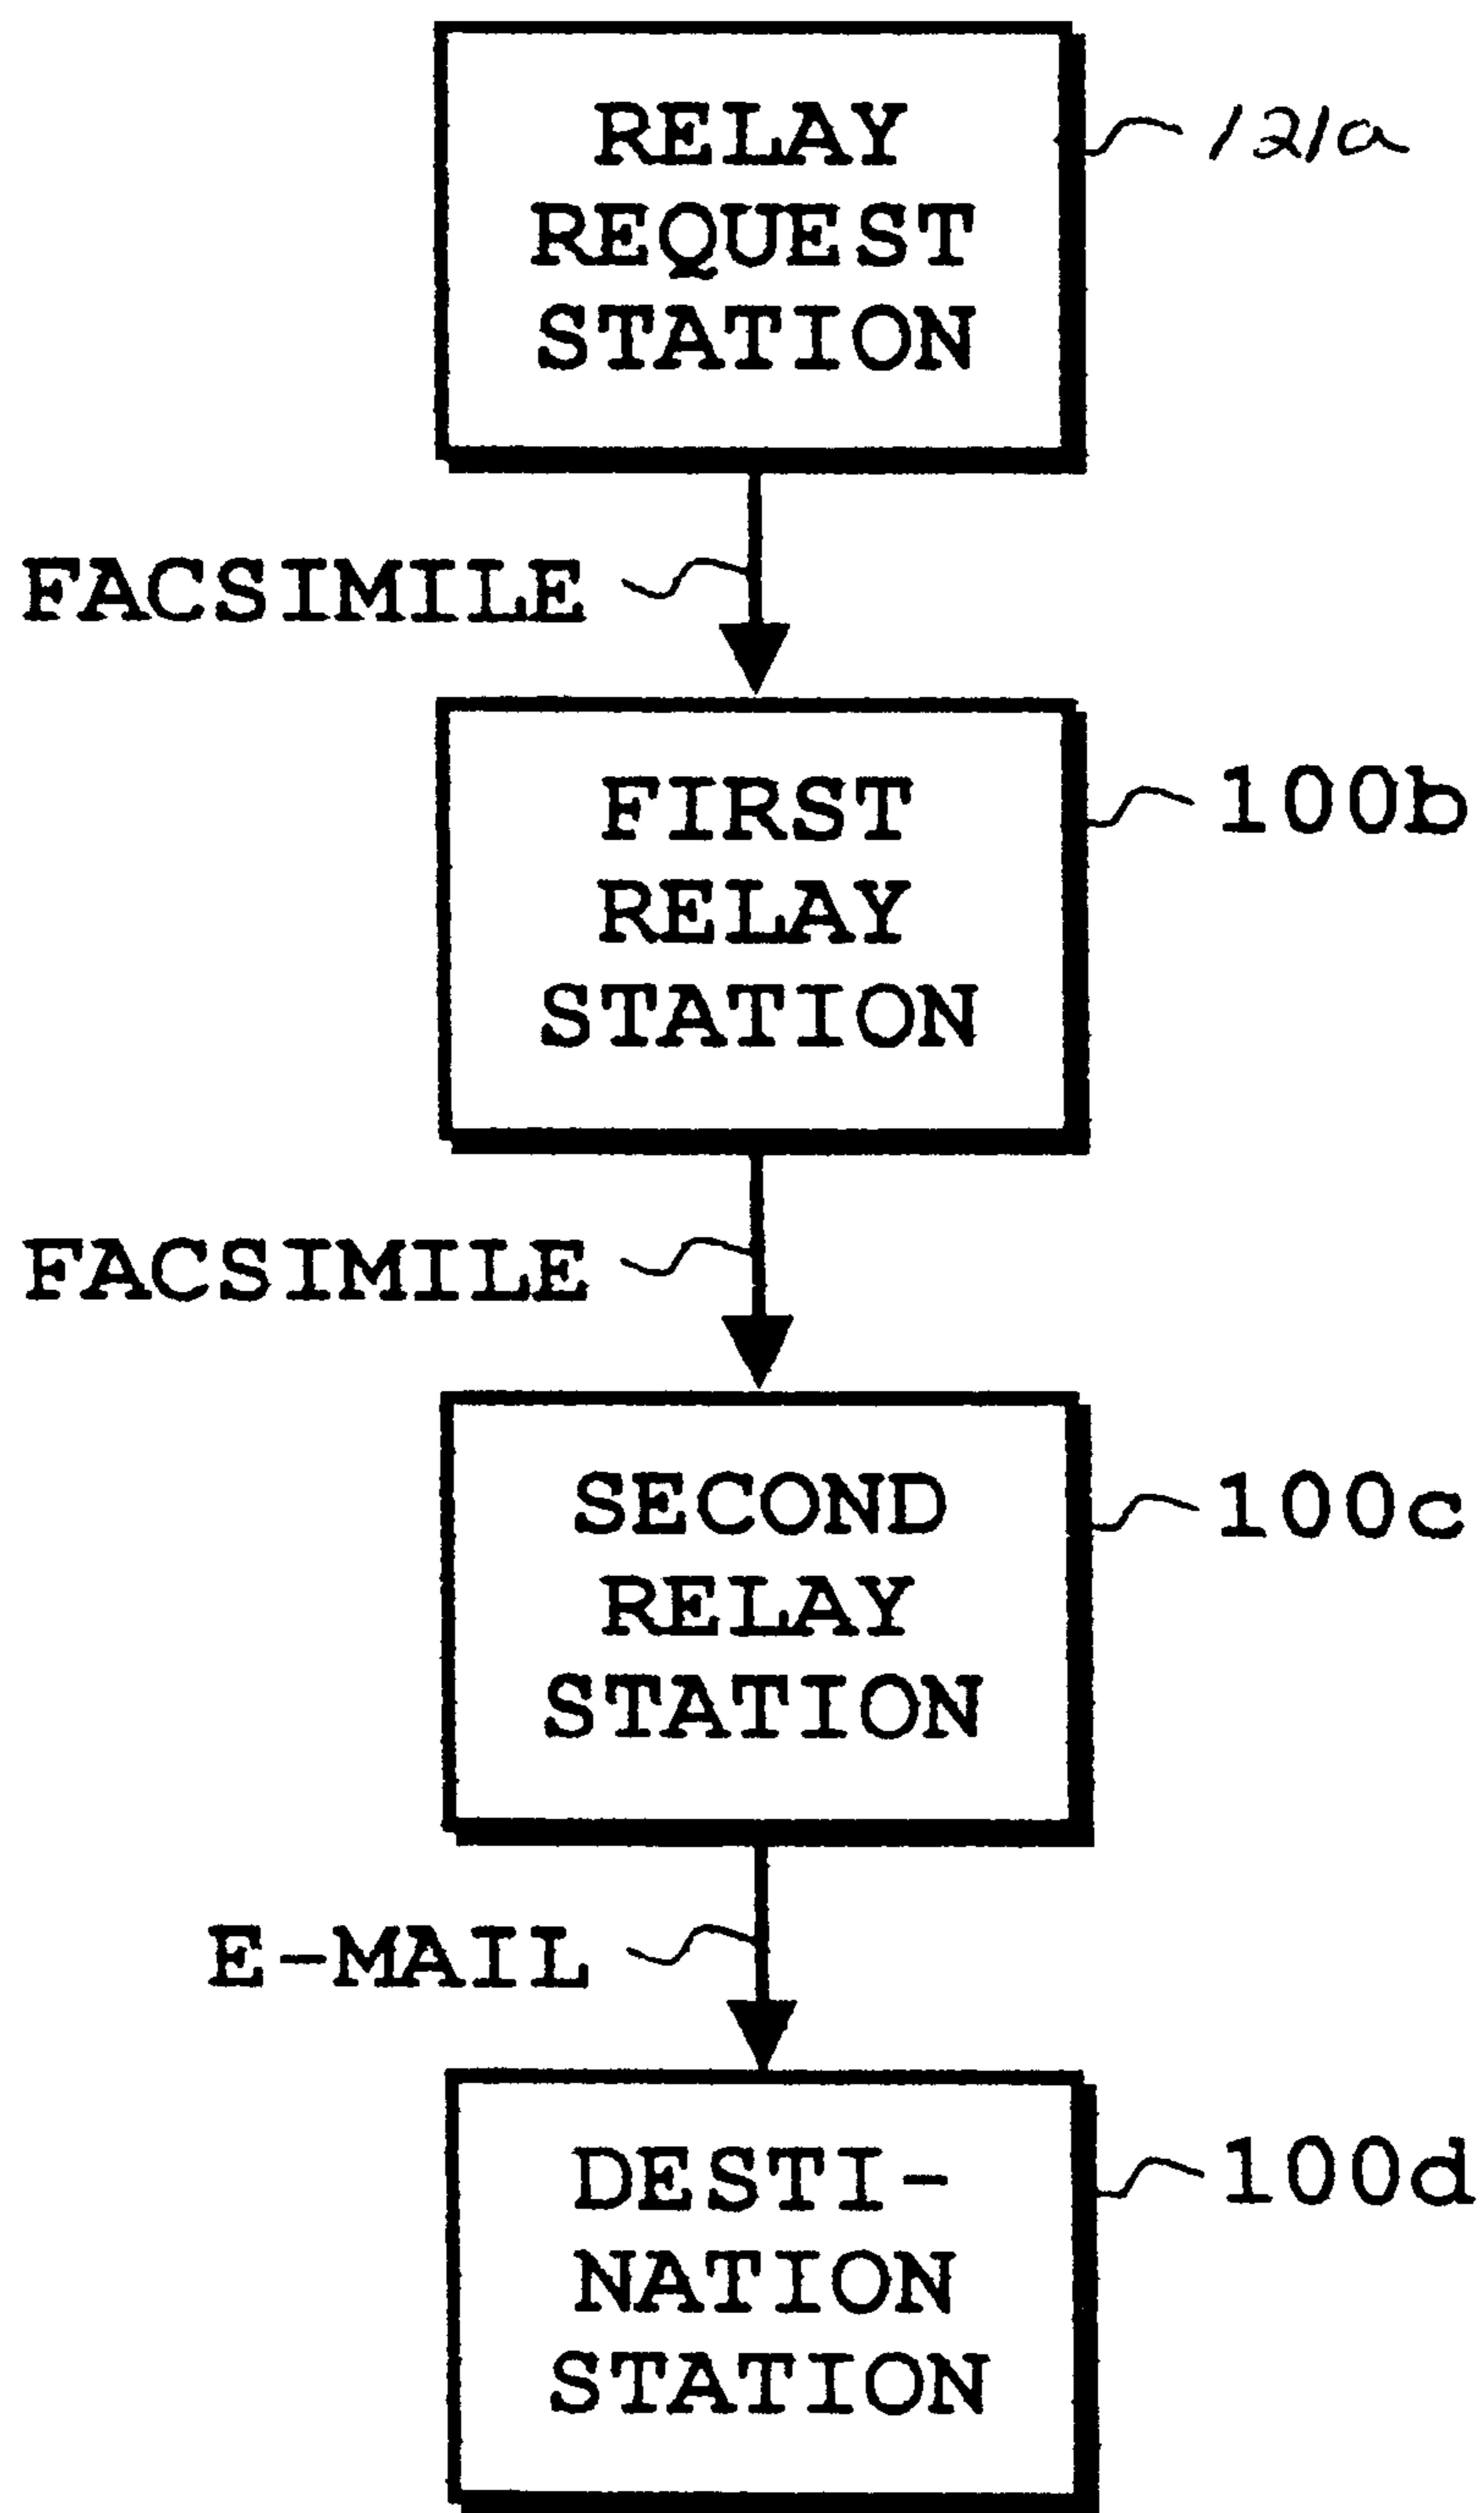 RELAY
REQUEST
STATION
121a
FACSIMILE
FIRST
RELAY
STATION
100b
FACSIMILE
SECOND
RELAY
STATION
100c
E-MAIL
DESTI-
NATION
STATION
100d